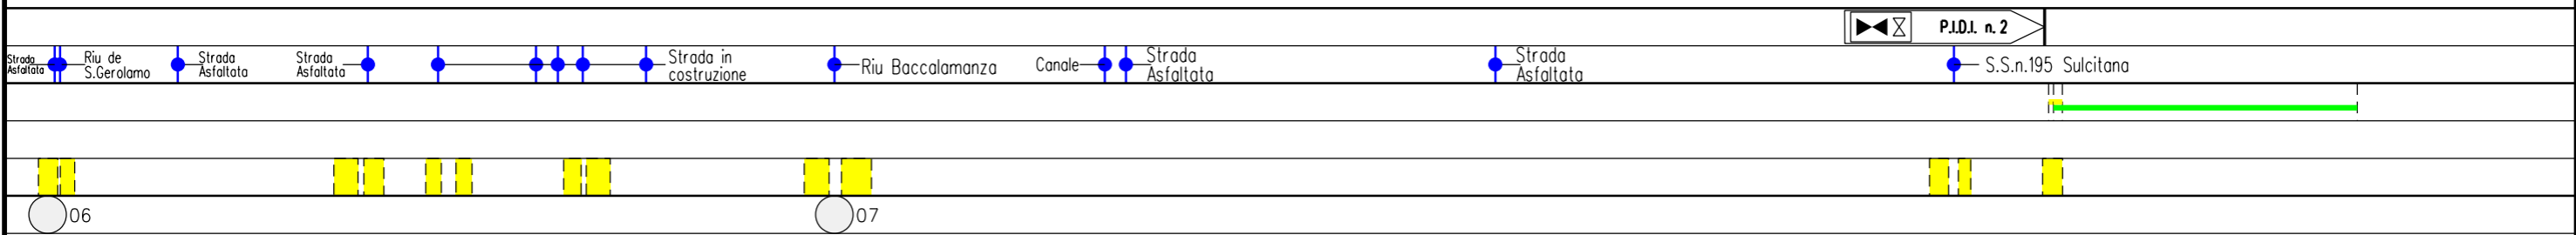 P.I.D.I. n. 2
Strada
Asfaltata
Riu de
S.Gerolamo
Strada
Asfaltata
Strada
Asfaltata
Strada in
costruzione
Riu Baccalamanza
Canale
Strada
Asfaltata
Strada
Asfaltata
S.S.n.195 Sulcitana
06
07